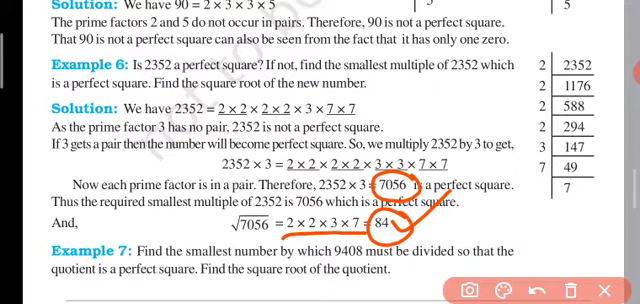 Solution: We have 90 = 2 × 3 × 3 × 5
5
The prime factors 2 and 5 do not occur in pairs. Therefore, 90 is not a perfect square.
That 90 is not a perfect square can also be seen from the fact that it has only one zero.
Example 6: Is 2352 a perfect square? If not, find the smallest multiple of 2352 which
is a perfect square. Find the square root of the new number.
Solution: We have 2352 = 2 × 2 × 2 × 2 × 3 × 7 × 7
As the prime factor 3 has no pair, 2352 is not a perfect square.
If 3 gets a pair then the number will become perfect square. So, we multiply 2352 by 3 to get,
2352 × 3 = 2 × 2 × 2 × 2 × 3 × 3 × 7 × 7
Now each prime factor is in a pair. Therefore, 2352 × 3 = 7056 is a perfect square.
Thus the required smallest multiple of 2352 is 7056 which is a perfect square.
And, √7056 = 2 × 2 × 3 × 7 = 84
2 2352
2 1176
2 588
2 294
3 147
7 49
7
Example 7: Find the smallest number by which 9408 must be divided so that the
quotient is a perfect square. Find the square root of the quotient.
not to be